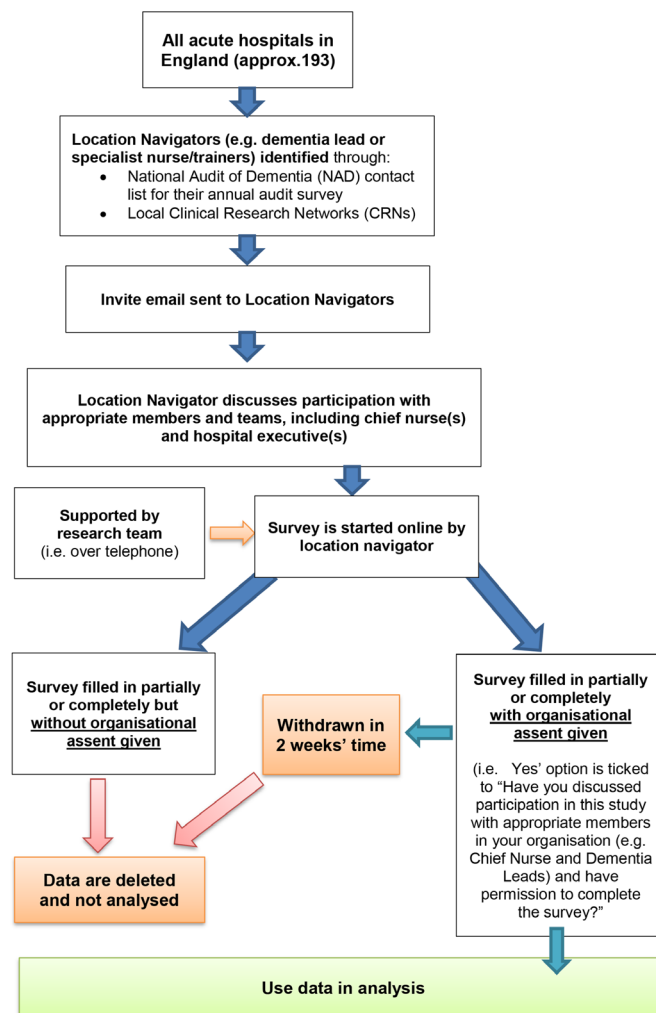 All acute hospitals in
England (approx.193)
Location Navigators (e.g. dementia lead or
specialist nurse/trainers) identified through:
• National Audit of Dementia (NAD) contact
list for their annual audit survey
• Local Clinical Research Networks (CRNs)
Invite email sent to Location Navigators
Location Navigator discusses participation with
appropriate members and teams, including chief nurse(s)
and hospital executive(s)
Supported by
research team
(i.e. over telephone)
Survey is started online by
location navigator
Survey filled in partially
or completely but
without organisational
assent given
Withdrawn in
2 weeks’ time
Survey filled in partially
or completely
with organisational
assent given
(i.e. Yes’ option is ticked
to “Have you discussed
participation in this study
with appropriate members
in your organisation (e.g.
Chief Nurse and Dementia
Leads) and have
permission to complete
the survey?”
Data are deleted
and not analysed
Use data in analysis